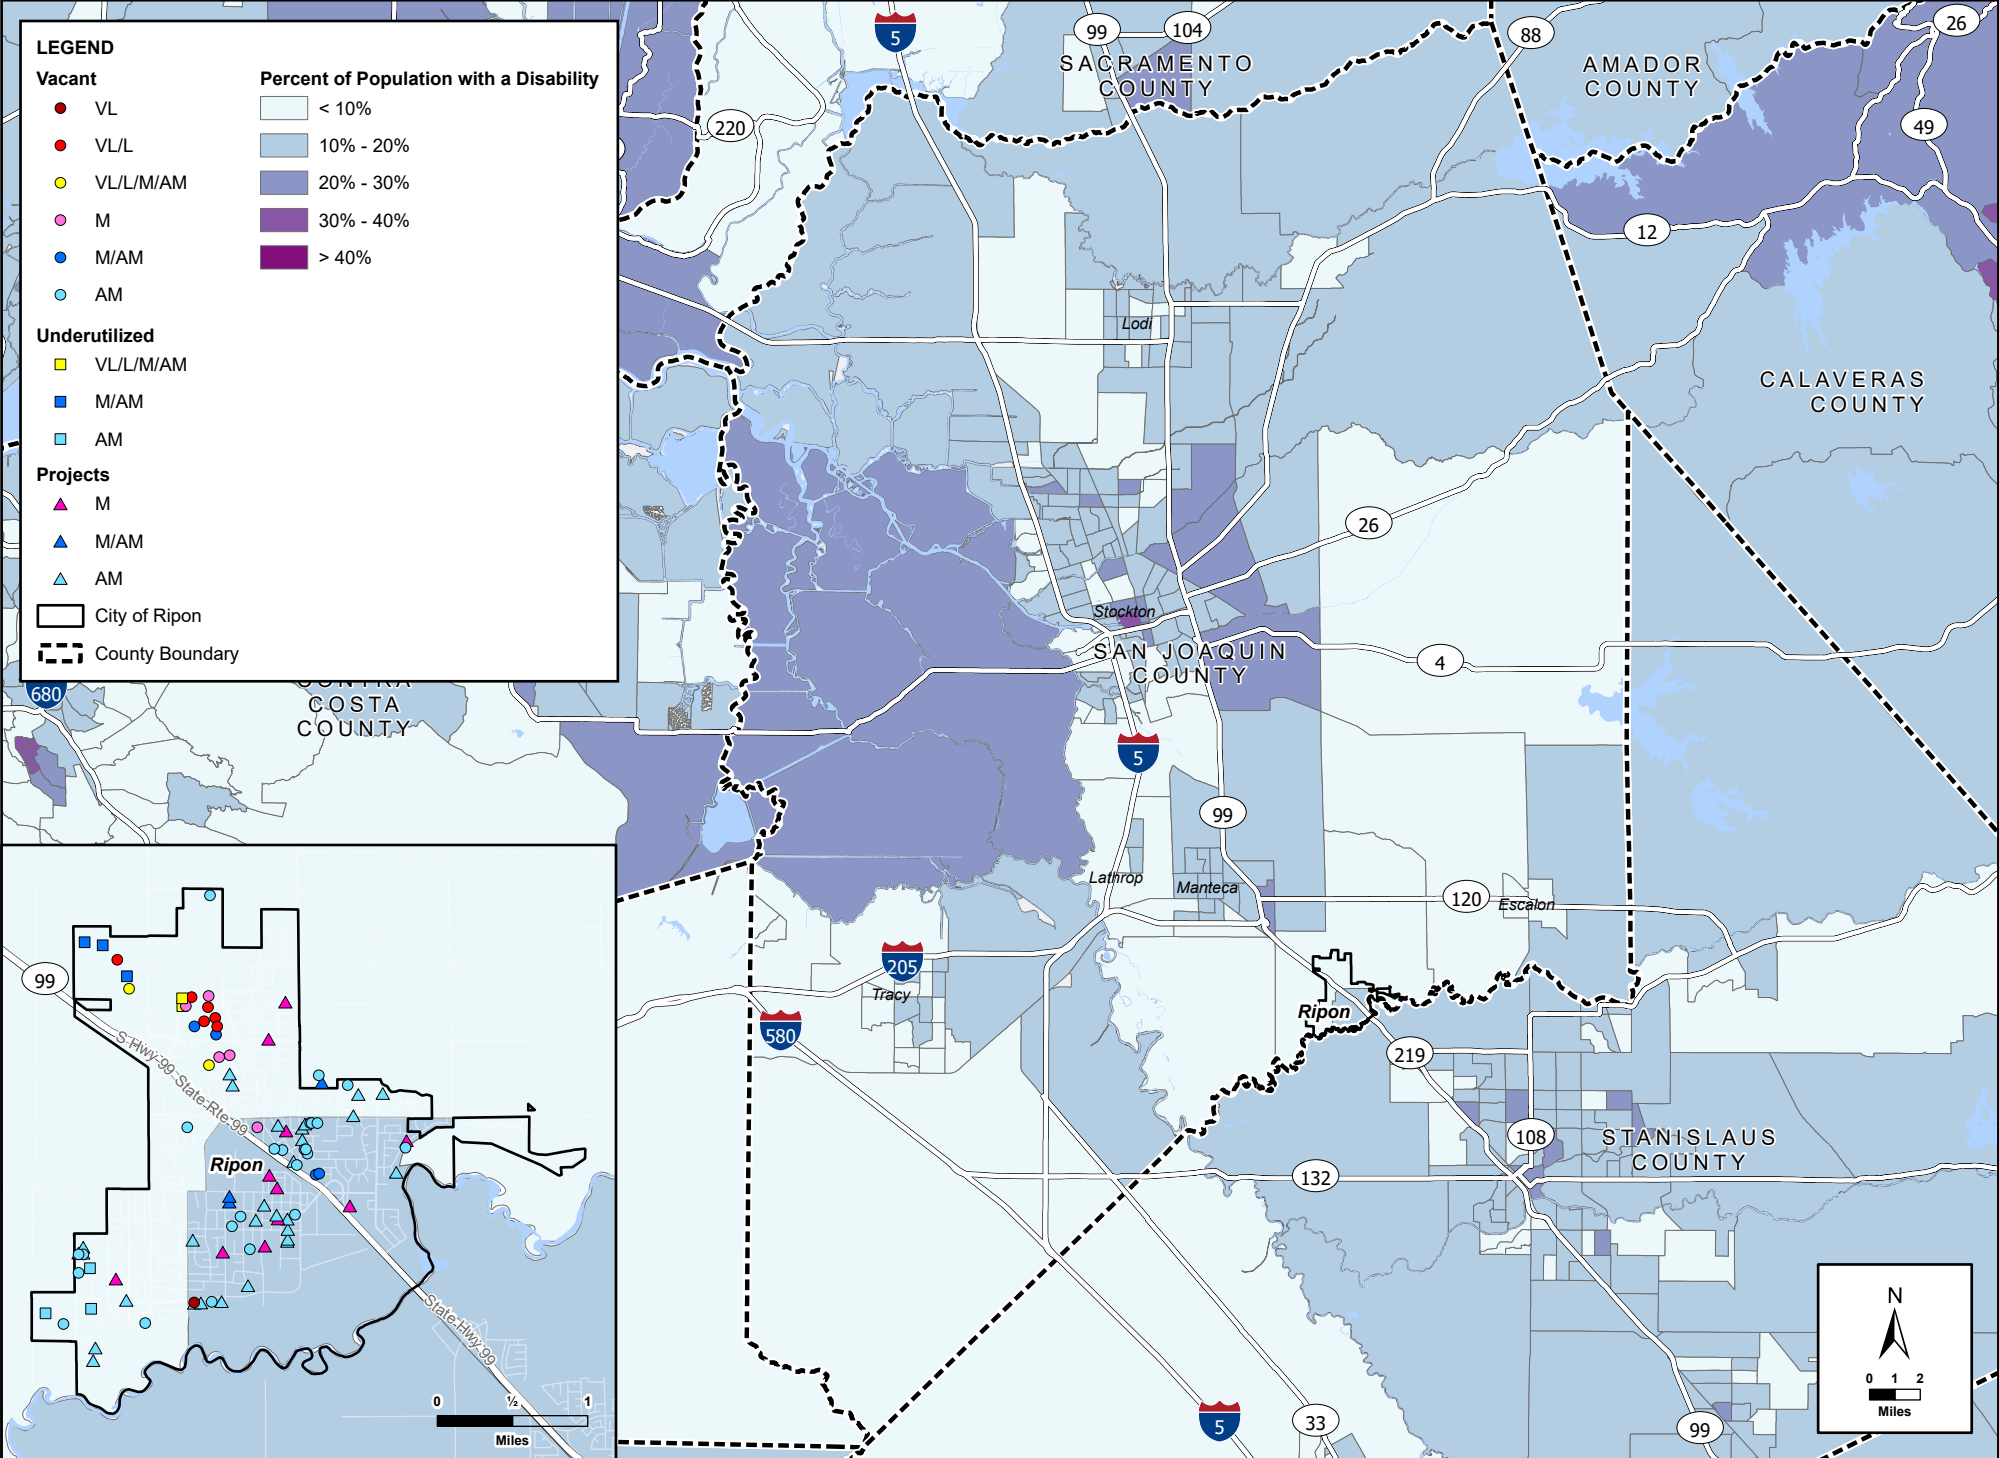 LEGEND
Vacant
VL
VL/L
VL/L/M/AM
M
M/AM
AM
Underutilized
VL/L/M/AM
M/AM
AM
Projects
M
M/AM
AM
City of Ripon
County Boundary
Percent of Population with a Disability
< 10%
10% - 20%
20% - 30%
30% - 40%
> 40%
5
99
104
88
26
SACRAMENTO
COUNTY
AMADOR
COUNTY
220
49
12
Lodi
CALAVERAS
COUNTY
26
Stockton
SAN JOAQUIN
COUNTY
4
680
CONTRA
COSTA
COUNTY
5
99
Lathrop
Manteca
120
Escalon
205
Tracy
580
Ripon
219
108
STANISLAUS
COUNTY
132
5
33
99
N
0 1 2
Miles
99
S Hwy 99 State Rte 99
Ripon
State Hwy 99
0 ½ 1
Miles